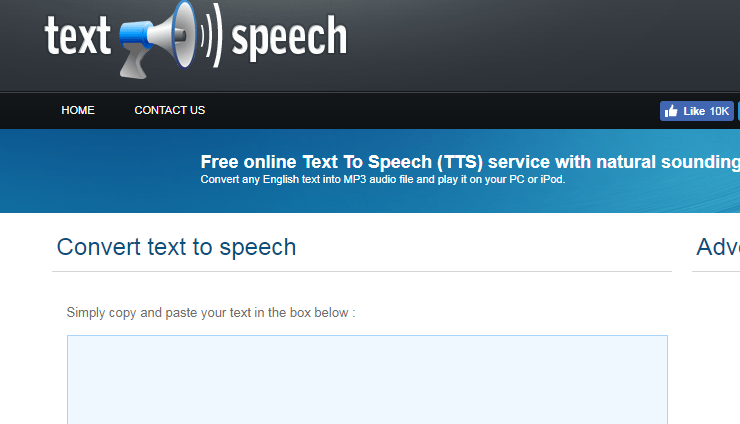 text speech
HOME CONTACT US Like 10K
Free online Text To Speech (TTS) service with natural sounding
Convert any English text into MP3 audio file and play it on your PC or iPod.
Convert text to speech
Adv
Simply copy and paste your text in the box below :